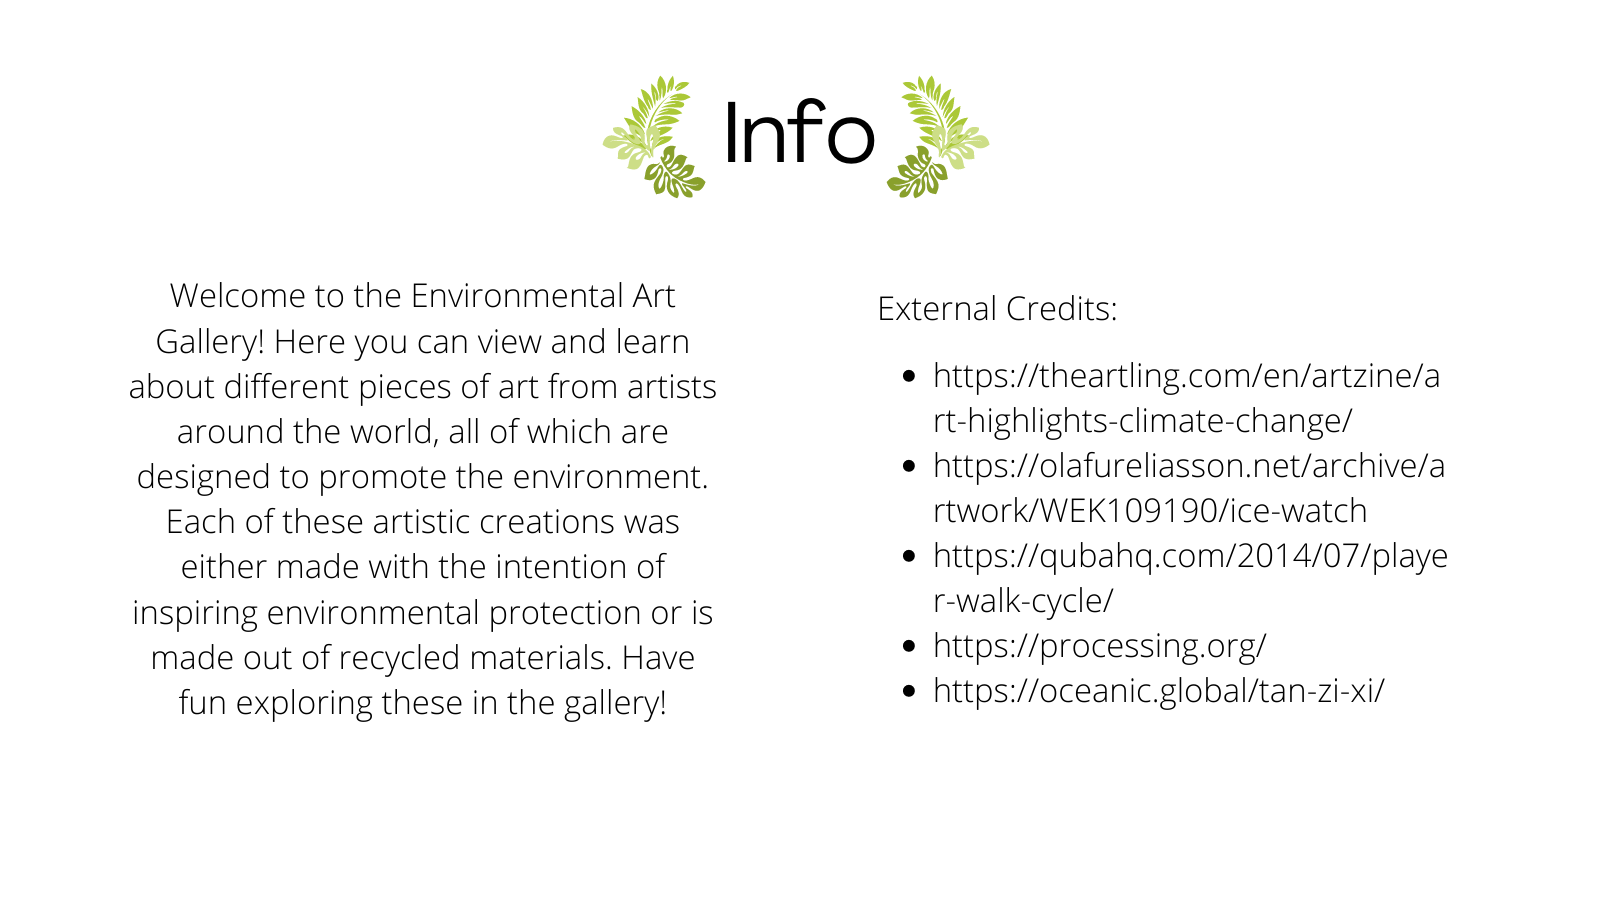 Info
Welcome to the Environmental Art
Gallery! Here you can view and learn
about different pieces of art from artists
around the world, all of which are
designed to promote the environment.
Each of these artistic creations was
either made with the intention of
inspiring environmental protection or is
made out of recycled materials. Have
fun exploring these in the gallery!
External Credits:
• https://theartling.com/en/artzine/a
rt-highlights-climate-change/
• https://olafureliasson.net/archive/a
rtwork/WEK109190/ice-watch
• https://qubahq.com/2014/07/playe
r-walk-cycle/
• https://processing.org/
• https://oceanic.global/tan-zi-xi/